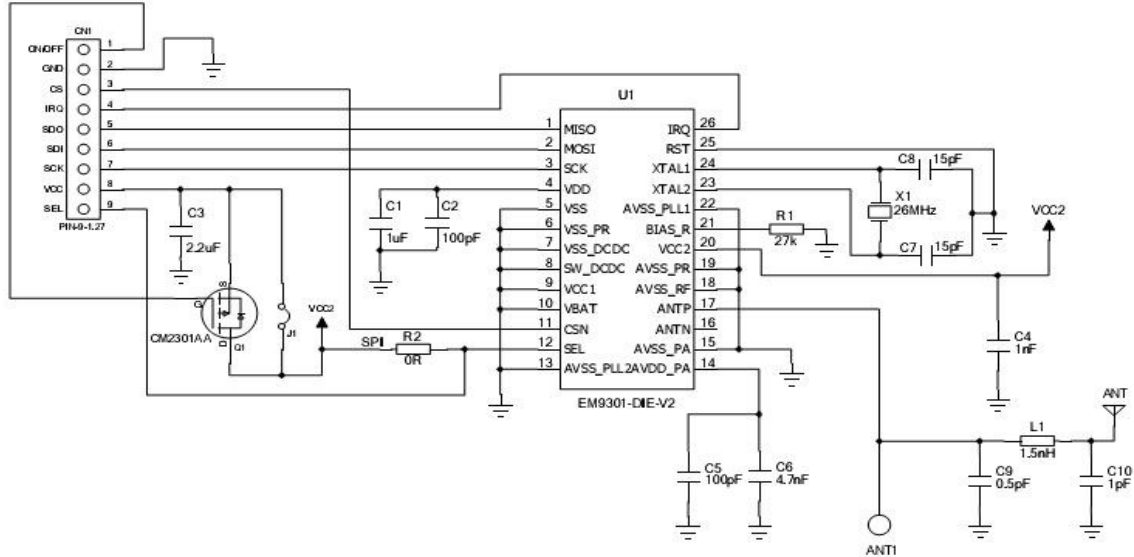 CN1
ON/OFF 1
GND 2
CS 3
IRQ 4
SDO 5
SDI 6
SCK 7
VCC 8
SEL 9
PIN-9-1.27
C3
2.2uF
G
S
D
CM2301AA
Q1
J1
VCC2
C1
1uF
C2
100pF
SPI
R2
0R
U1
1 MISO
2 MOSI
3 SCK
4 VDD
5 VSS
6 VSS_PR
7 VSS_DCDC
8 SW_DCDC
9 VCC1
10 VBAT
11 CSN
12 SEL
13 AVSS_PLL2
IRQ 26
RST 25
XTAL1 24
XTAL2 23
AVSS_PLL1 22
BIAS_R 21
VCC2 20
AVSS_PR 19
AVSS_RF 18
ANTP 17
ANTN 16
AVSS_PA 15
AVDD_PA 14
EM9301-DIE-V2
C8 15pF
X1
26MHz
C7 15pF
R1
27k
VCC2
C4
1nF
C5
100pF
C6
4.7nF
ANT
L1
1.5nH
C9
0.5pF
C10
1pF
ANT1